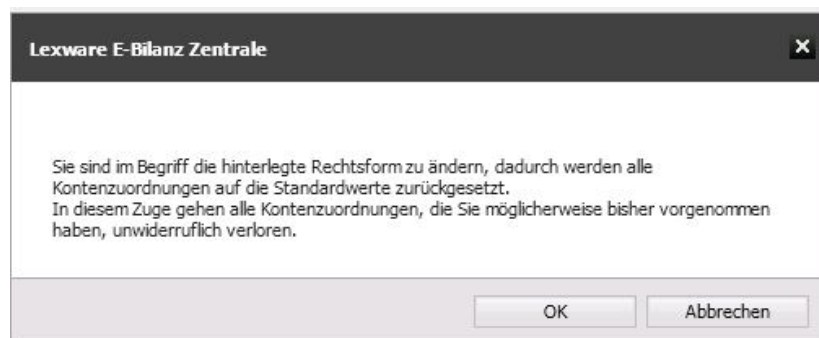 Lexware E-Bilanz Zentrale
Sie sind im Begriff die hinterlegte Rechtsform zu ändern, dadurch werden alle
Kontenzuordnungen auf die Standardwerte zurückgesetzt.
In diesem Zuge gehen alle Kontenzuordnungen, die Sie möglicherweise bisher vorgenommen
haben, unwiderruflich verloren.
OK
Abbrechen